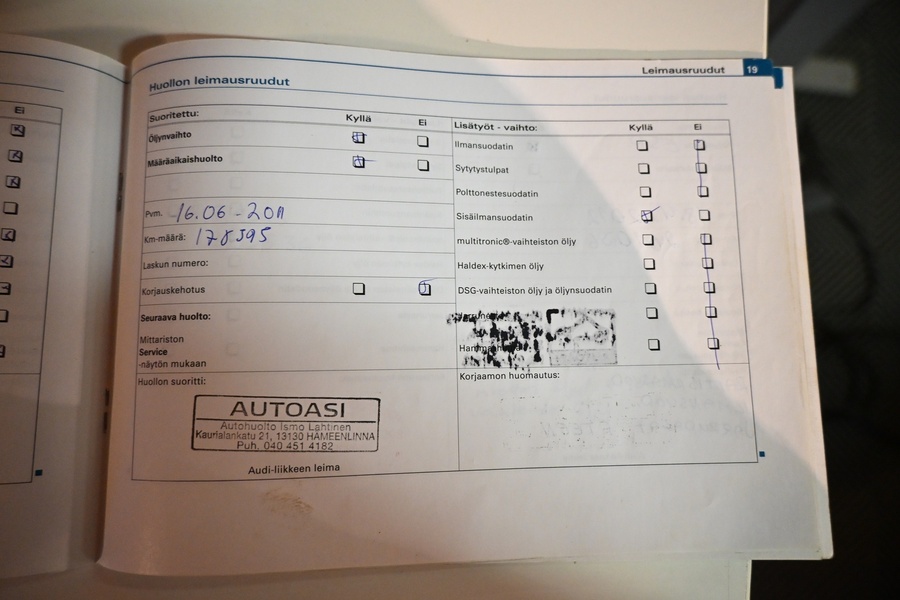 Ei
Leimausruudut 19
Huollon leimausruudut
Suoritettu: Kyllä Ei
Öljynvaihto
Määräaikaishuolto
Pvm. 16.06-2011
Km-määrä: 178595
Laskun numero:
Korjauskehotus
Seuraava huolto:
Mittariston
Service
-näytön mukaan
Huollon suoritti:
AUTOASI
Autohuolto Ismo Lahtinen
Kaurialankatu 21, 13130 HÄMEENLINNA
Puh. 040 451 4182
Audi-liikkeen leima
Lisätyöt - vaihto: Kyllä Ei
Ilmansuodatin
Sytytystulpat
Polttonestesuodatin
Sisäilmansuodatin
multitronic®-vaihteiston öljy
Haldex-kytkimen öljy
DSG-vaihteiston öljy ja öljynsuodatin
Korjaamon huomautus: